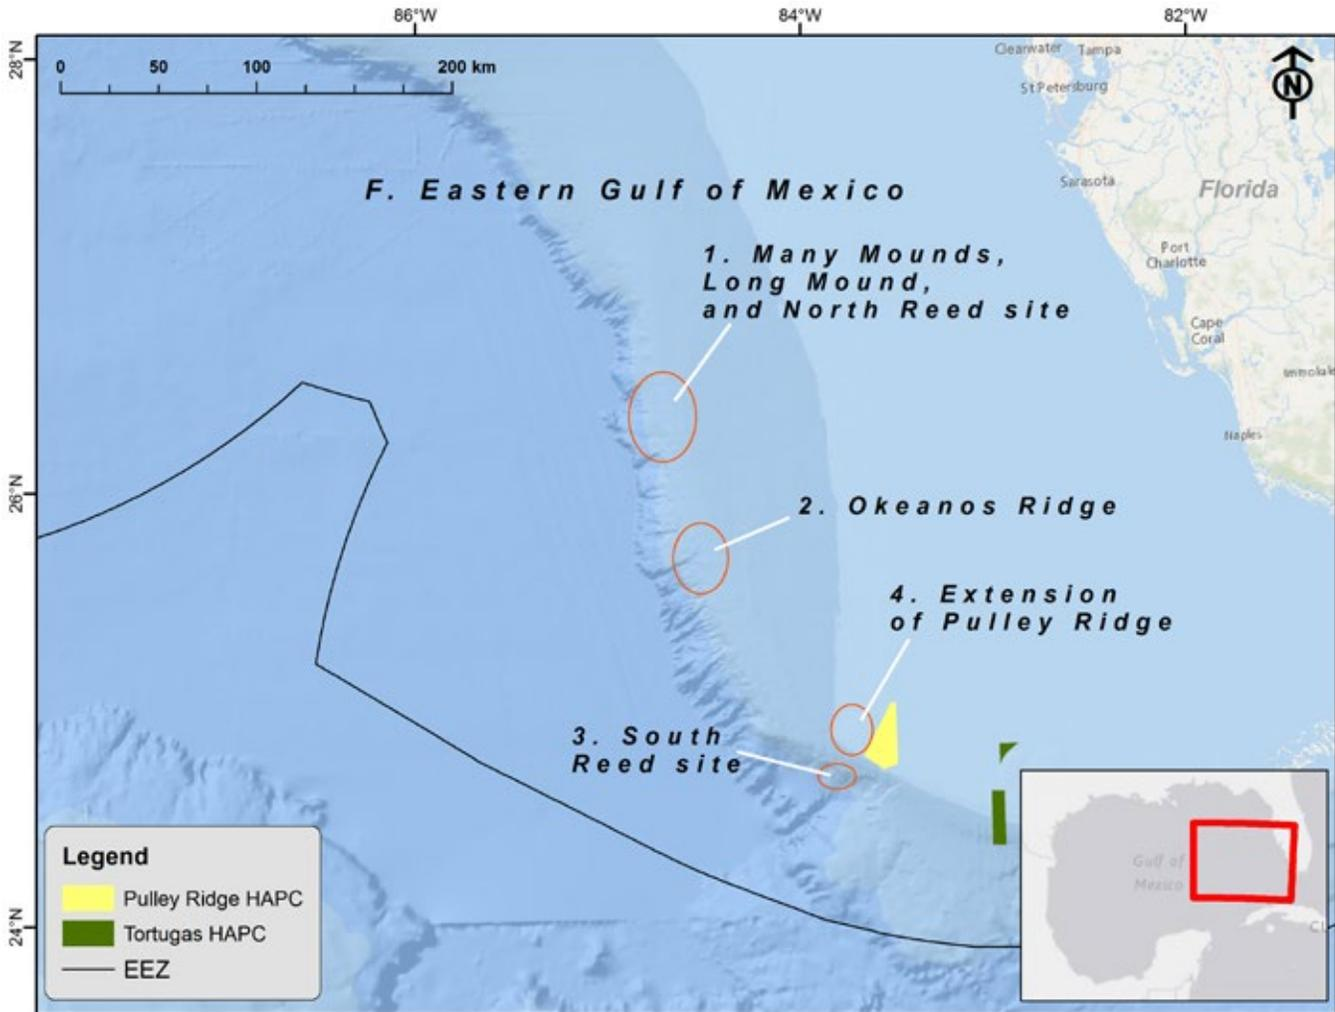 86°W
84°W
82°W
28°N
0 50 100 200 km
Clearwater Tampa
St Petersburg
N
F. Eastern Gulf of Mexico
Sarasota
Florida
1. Many Mounds,
Long Mound,
and North Reed site
Port
Charlotte
Cape
Coral
Immokale
Naples
26°N
2. Okeanos Ridge
4. Extension
of Pulley Ridge
3. South
Reed site
Legend
Pulley Ridge HAPC
Tortugas HAPC
EEZ
24°N
Gulf of
Mexico